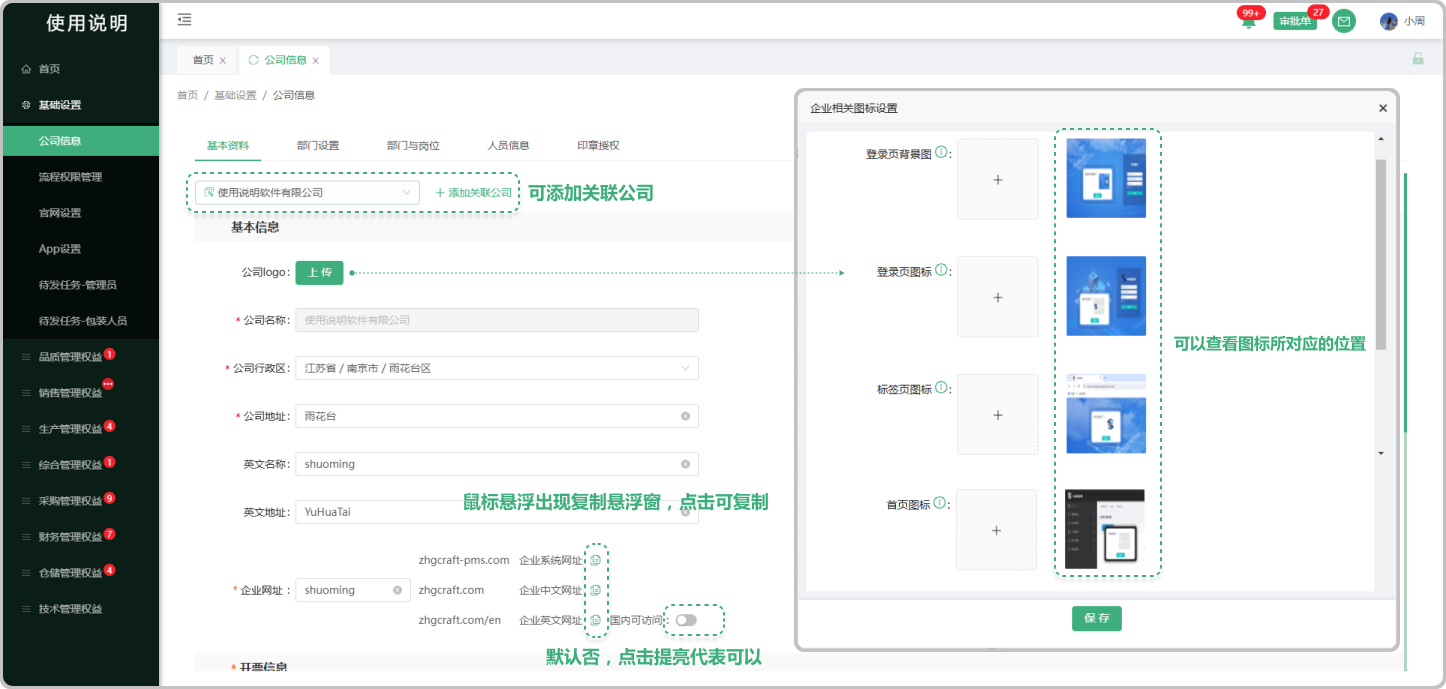 使用说明
99+
审批单
27
小周
首页
公司信息
首页
基础设置
公司信息
流程权限管理
官网设置
App设置
待发任务-管理员
待发任务-包装人员
品质管理权益 1
销售管理权益
生产管理权益 4
综合管理权益 1
采购管理权益 9
财务管理权益 7
仓储管理权益 4
技术管理权益
首页 / 基础设置 / 公司信息
基本资料 部门设置 部门与岗位 人员信息 印章授权
使用说明软件有限公司 + 添加关联公司 可添加关联公司
基本信息
公司logo: 上 传
* 公司名称: 使用说明软件有限公司
* 公司行政区: 江苏省 / 南京市 / 雨花台区
* 公司地址: 雨花台
英文名称: shuoming
鼠标悬浮出现复制悬浮窗，点击可复制
英文地址: YuHuaTai
zhgcraft-pms.com 企业系统网址
* 企业网址: shuoming zhgcraft.com 企业中文网址
zhgcraft.com/en 企业英文网址 国内可访问:
默认否，点击提亮代表可以
* 开票信息
企业相关图标设置
登录页背景图:
登录页图标:
可以查看图标所对应的位置
标签页图标:
首页图标:
保 存